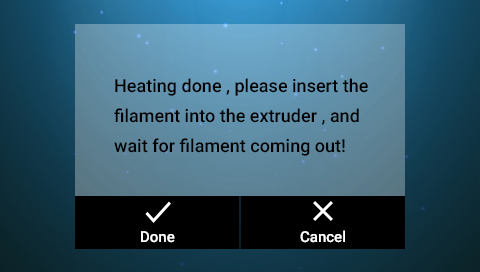 Heating done , please insert the
filament into the extruder , and
wait for filament coming out!
Done
Cancel